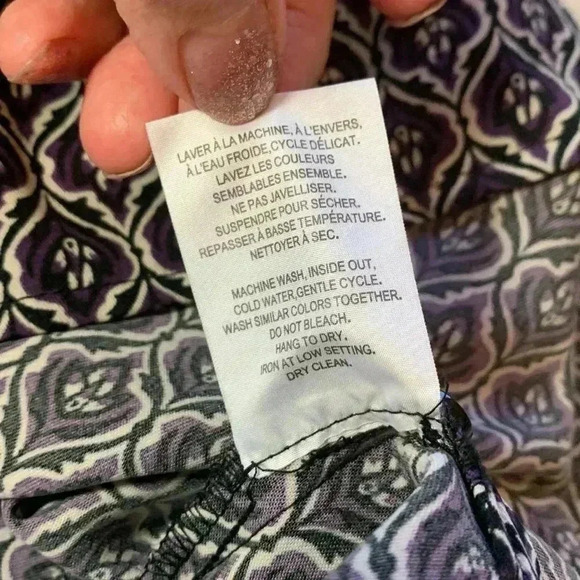 LAVER À LA MACHINE, À L'ENVERS,
À L'EAU FROIDE, CYCLE DÉLICAT.
LAVEZ LES COULEURS
SEMBLABLES ENSEMBLE.
NE PAS JAVELLISER.
SUSPENDRE POUR SÉCHER.
REPASSER À BASSE TEMPÉRATURE.
NETTOYER À SEC.
MACHINE WASH, INSIDE OUT,
COLD WATER, GENTLE CYCLE.
WASH SIMILAR COLORS TOGETHER.
DO NOT BLEACH.
HANG TO DRY.
IRON AT LOW SETTING.
DRY CLEAN.